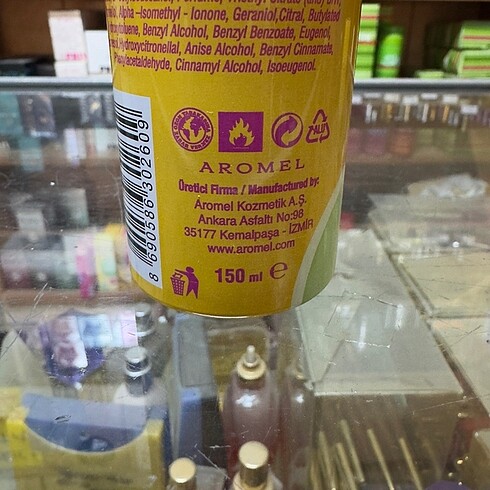 Alpha –Isomethyl - Ionone, Geraniol,Citral, Butylated
Benzyl Alcohol, Benzyl Benzoate, Eugenol,
Hydroxycitronellal, Anise Alcohol, Benzyl Cinnamate,
Cinnamyl Alcohol, Isoeugenol.
ALU
AROMEL
Üretici Firma / Manufactured by:
Aromel Kozmetik A.Ş.
Ankara Asfaltı No:98
35177 Kemalpaşa - İZMİR
www.aromel.com
150 ml e
8 690586 302609